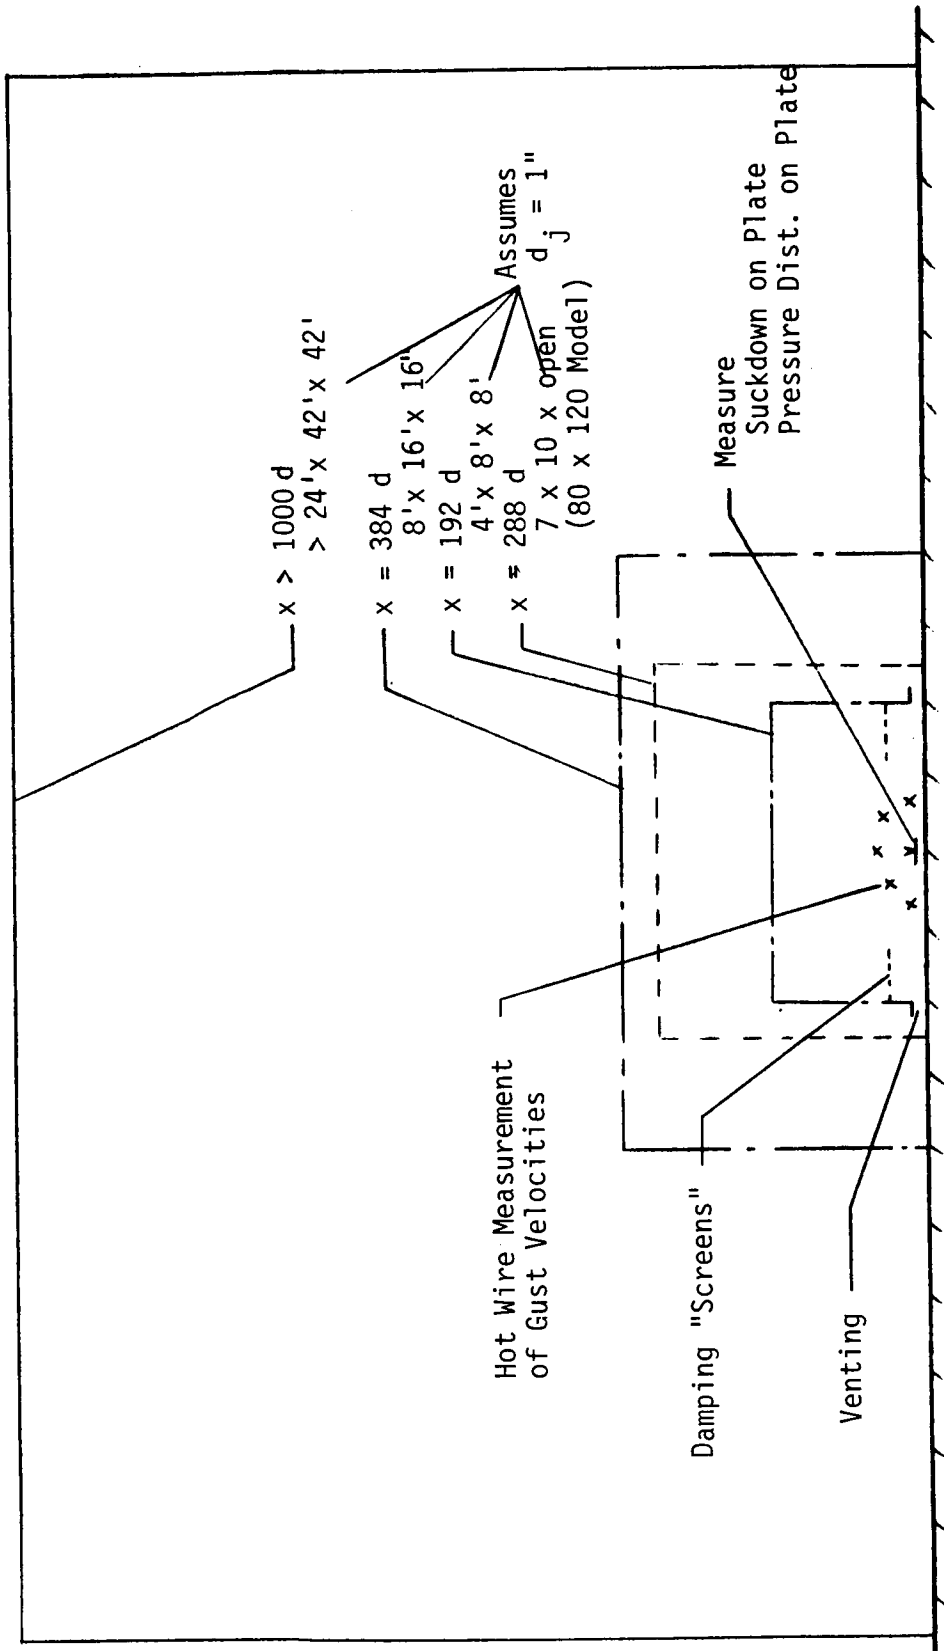 x > 1000 d
> 24'x 42'x 42'
x = 384 d
8'x 16'x 16'
x = 192 d
4'x 8'x 8'
x = 288 d
7 x 10 x open
(80 x 120 Model)
Assumes
d j = 1"
Hot Wire Measurement
of Gust Velocities
Damping "Screens"
Venting
Measure
Suckdown on Plate
Pressure Dist. on Plate
x x x x x x x